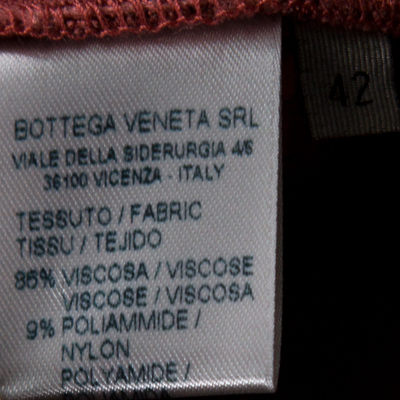 BOTTEGA VENETA SRL
VIALE DELLA SIDERURGIA 4/6
36100 VICENZA - ITALY
TESSUTO / FABRIC
TISSU / TEJIDO
86% VISCOSA / VISCOSE
VISCOSE / VISCOSA
9% POLIAMMIDE /
NYLON
POLYAMIDE /
42